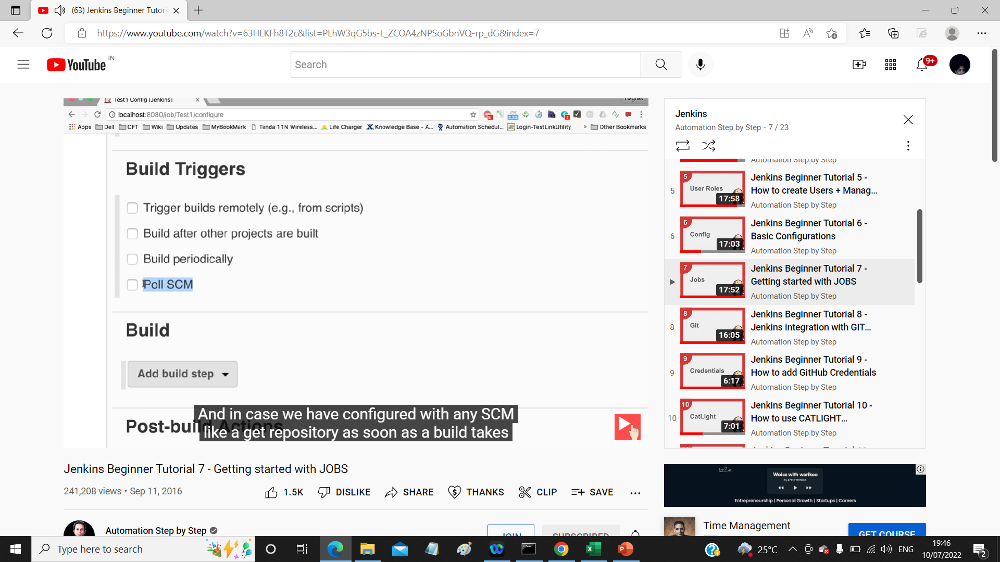 (63) Jenkins Beginner Tutori
https://www.youtube.com/watch?v=63HEKFh8T2c&list=PLhW3qG5bs-L_ZCOA4zNPSoGbnVQ-rp_dG&index=7
YouTube IN
Search
9+
Test1 Config [Jenkins]
localhost:8080/job/Test1/configure
2.23
Apps Dell CFT Wiki Updates MyBookMark Tenda 11N Wireless... Life Charger Knowledge Base - A... Automation Schedul... Login-TestLinkUtility » Other Bookmarks
Build Triggers
Trigger builds remotely (e.g., from scripts)
Build after other projects are built
Build periodically
Poll SCM
Build
Add build step
Post-build Actions
And in case we have configured with any SCM
like a get repository as soon as a build takes
Jenkins Beginner Tutorial 7 - Getting started with JOBS
241,208 views • Sep 11, 2016
1.5K DISLIKE SHARE THANKS CLIP SAVE
Automation Step by Step
JOIN SUBSCRIBED
Jenkins
Automation Step by Step - 7 / 23
Automation Step by Step
5
5 User Roles 17:58
Jenkins Beginner Tutorial 5 -
How to create Users + Manag...
Automation Step by Step
6
6 Config 17:03
Jenkins Beginner Tutorial 6 -
Basic Configurations
Automation Step by Step
7 Jobs 17:52
Jenkins Beginner Tutorial 7 -
Getting started with JOBS
Automation Step by Step
8
8 Git 16:05
Jenkins Beginner Tutorial 8 -
Jenkins integration with GIT...
Automation Step by Step
9
9 Credentials 6:17
Jenkins Beginner Tutorial 9 -
How to add GitHub Credentials
Automation Step by Step
10
10 CatLight 7:01
Jenkins Beginner Tutorial 10 -
How to use CATLIGHT...
Automation Step by Step
Woice with warikoo
by Ankur Warikoo
Entrepreneurship | Personal Growth | Startups | Careers
Time Management
GET COURSE
Type here to search
25°C
ENG
19:46
10/07/2022
2